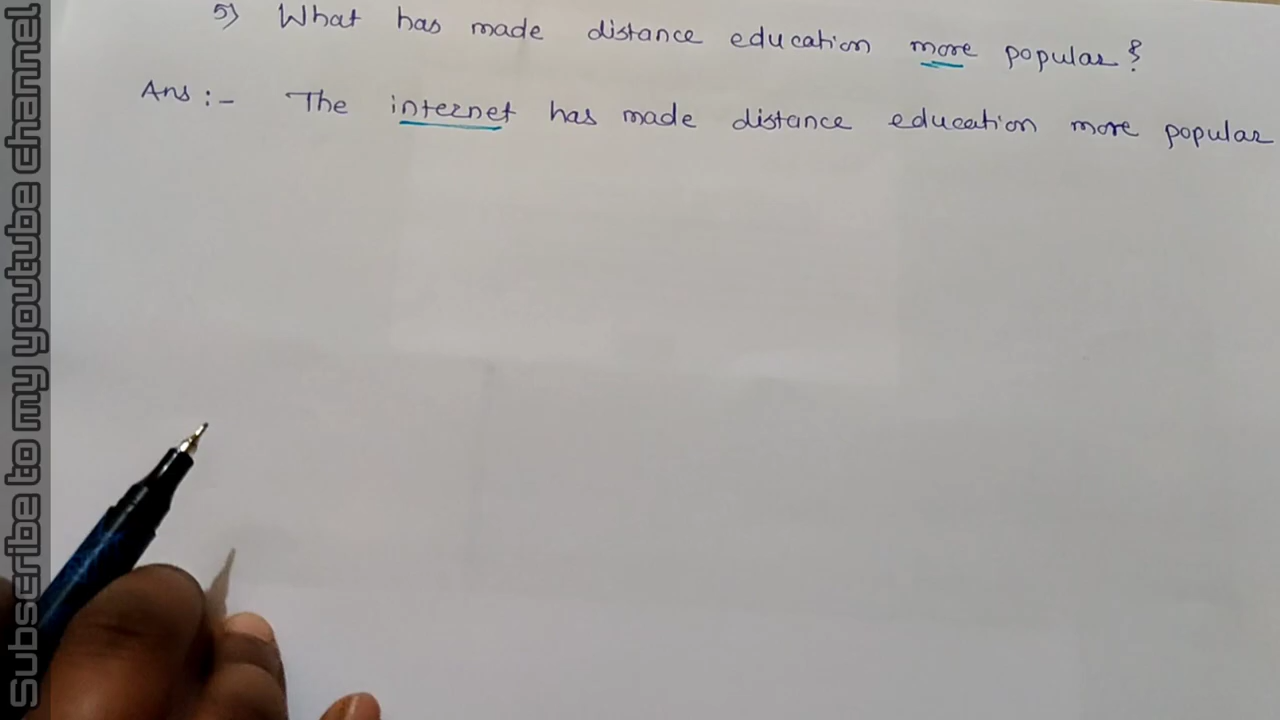 5) What has made distance education more popular?
Ans :- The internet has made distance education more popular
Subscribe to my youtube channel